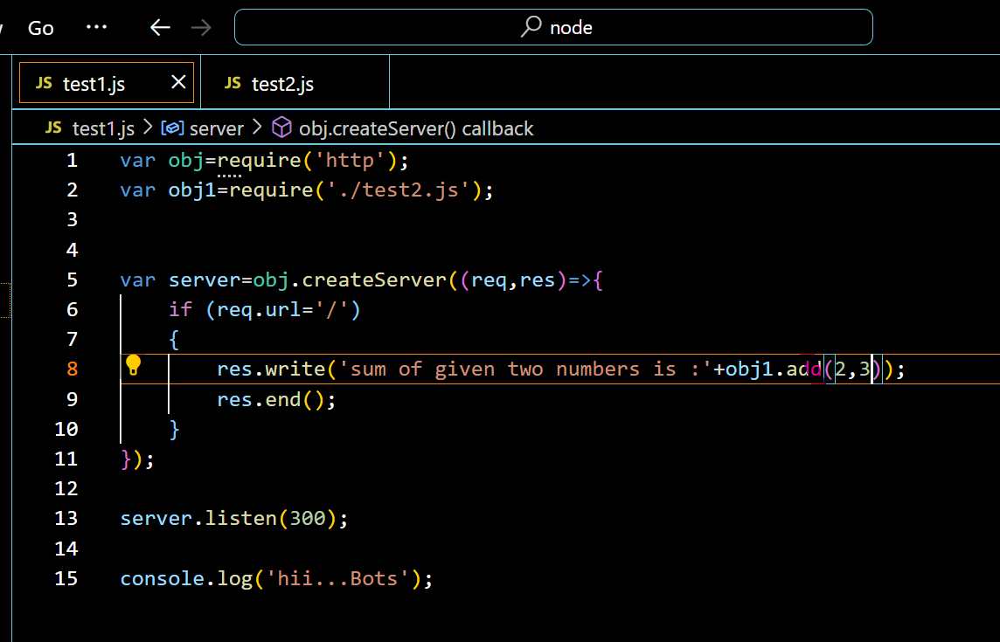 Go ··· ← → node
JS test1.js × JS test2.js
JS test1.js > server > obj.createServer() callback
1 var obj=require('http');
2 var obj1=require('./test2.js');
3
4
5 var server=obj.createServer((req,res)=>{
6 if (req.url='/')
7 {
8 res.write('sum of given two numbers is :'+obj1.add(2,3));
9 res.end();
10 }
11 });
12
13 server.listen(300);
14
15 console.log('hii...Bots');